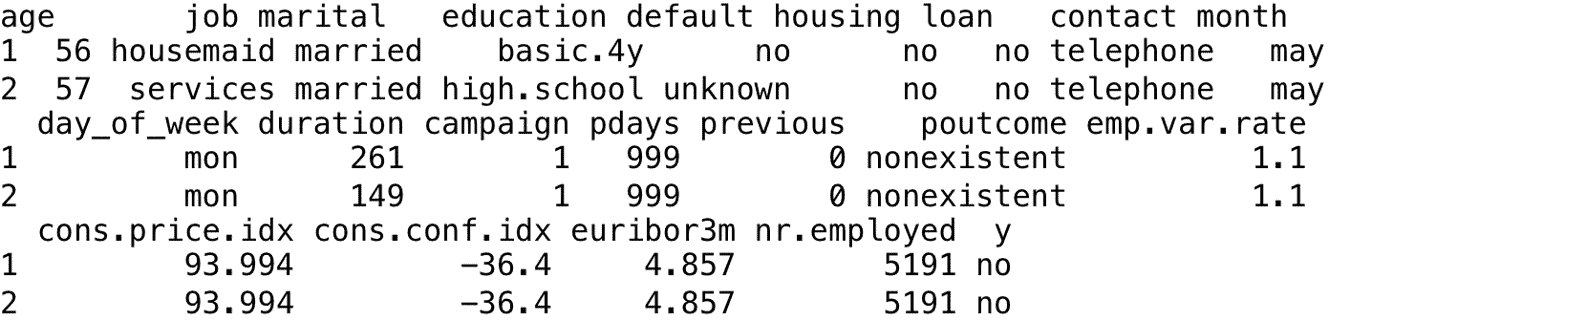 age       job marital   education default housing loan   contact month
1  56 housemaid married    basic.4y      no      no   no telephone   may
2  57  services married high.school unknown      no   no telephone   may
  day_of_week duration campaign pdays previous    poutcome emp.var.rate
1         mon      261        1   999        0 nonexistent          1.1
2         mon      149        1   999        0 nonexistent          1.1
  cons.price.idx cons.conf.idx euribor3m nr.employed  y
1         93.994         -36.4     4.857        5191 no
2         93.994         -36.4     4.857        5191 no